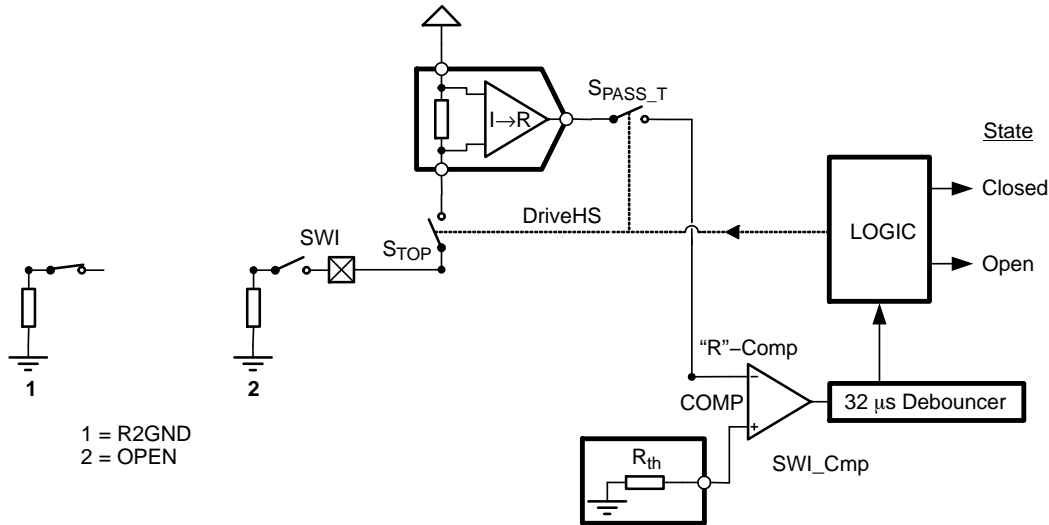 I→R
S_PASS_T
State
Closed
DriveHS
LOGIC
SWI
S_TOP
Open
1
2
"R"−Comp
COMP
−
+
32 μs Debouncer
1 = R2GND
2 = OPEN
R_th
SWI_Cmp